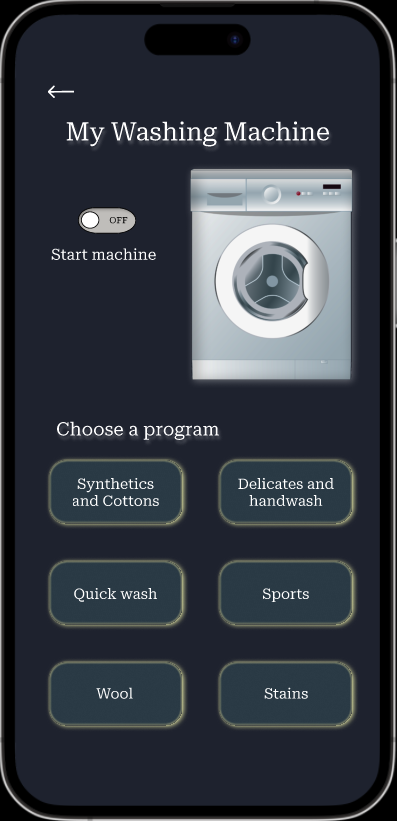 My Washing Machine
OFF
Start machine
Choose a program
Synthetics
and Cottons
Delicates and
handwash
Quick wash
Sports
Wool
Stains